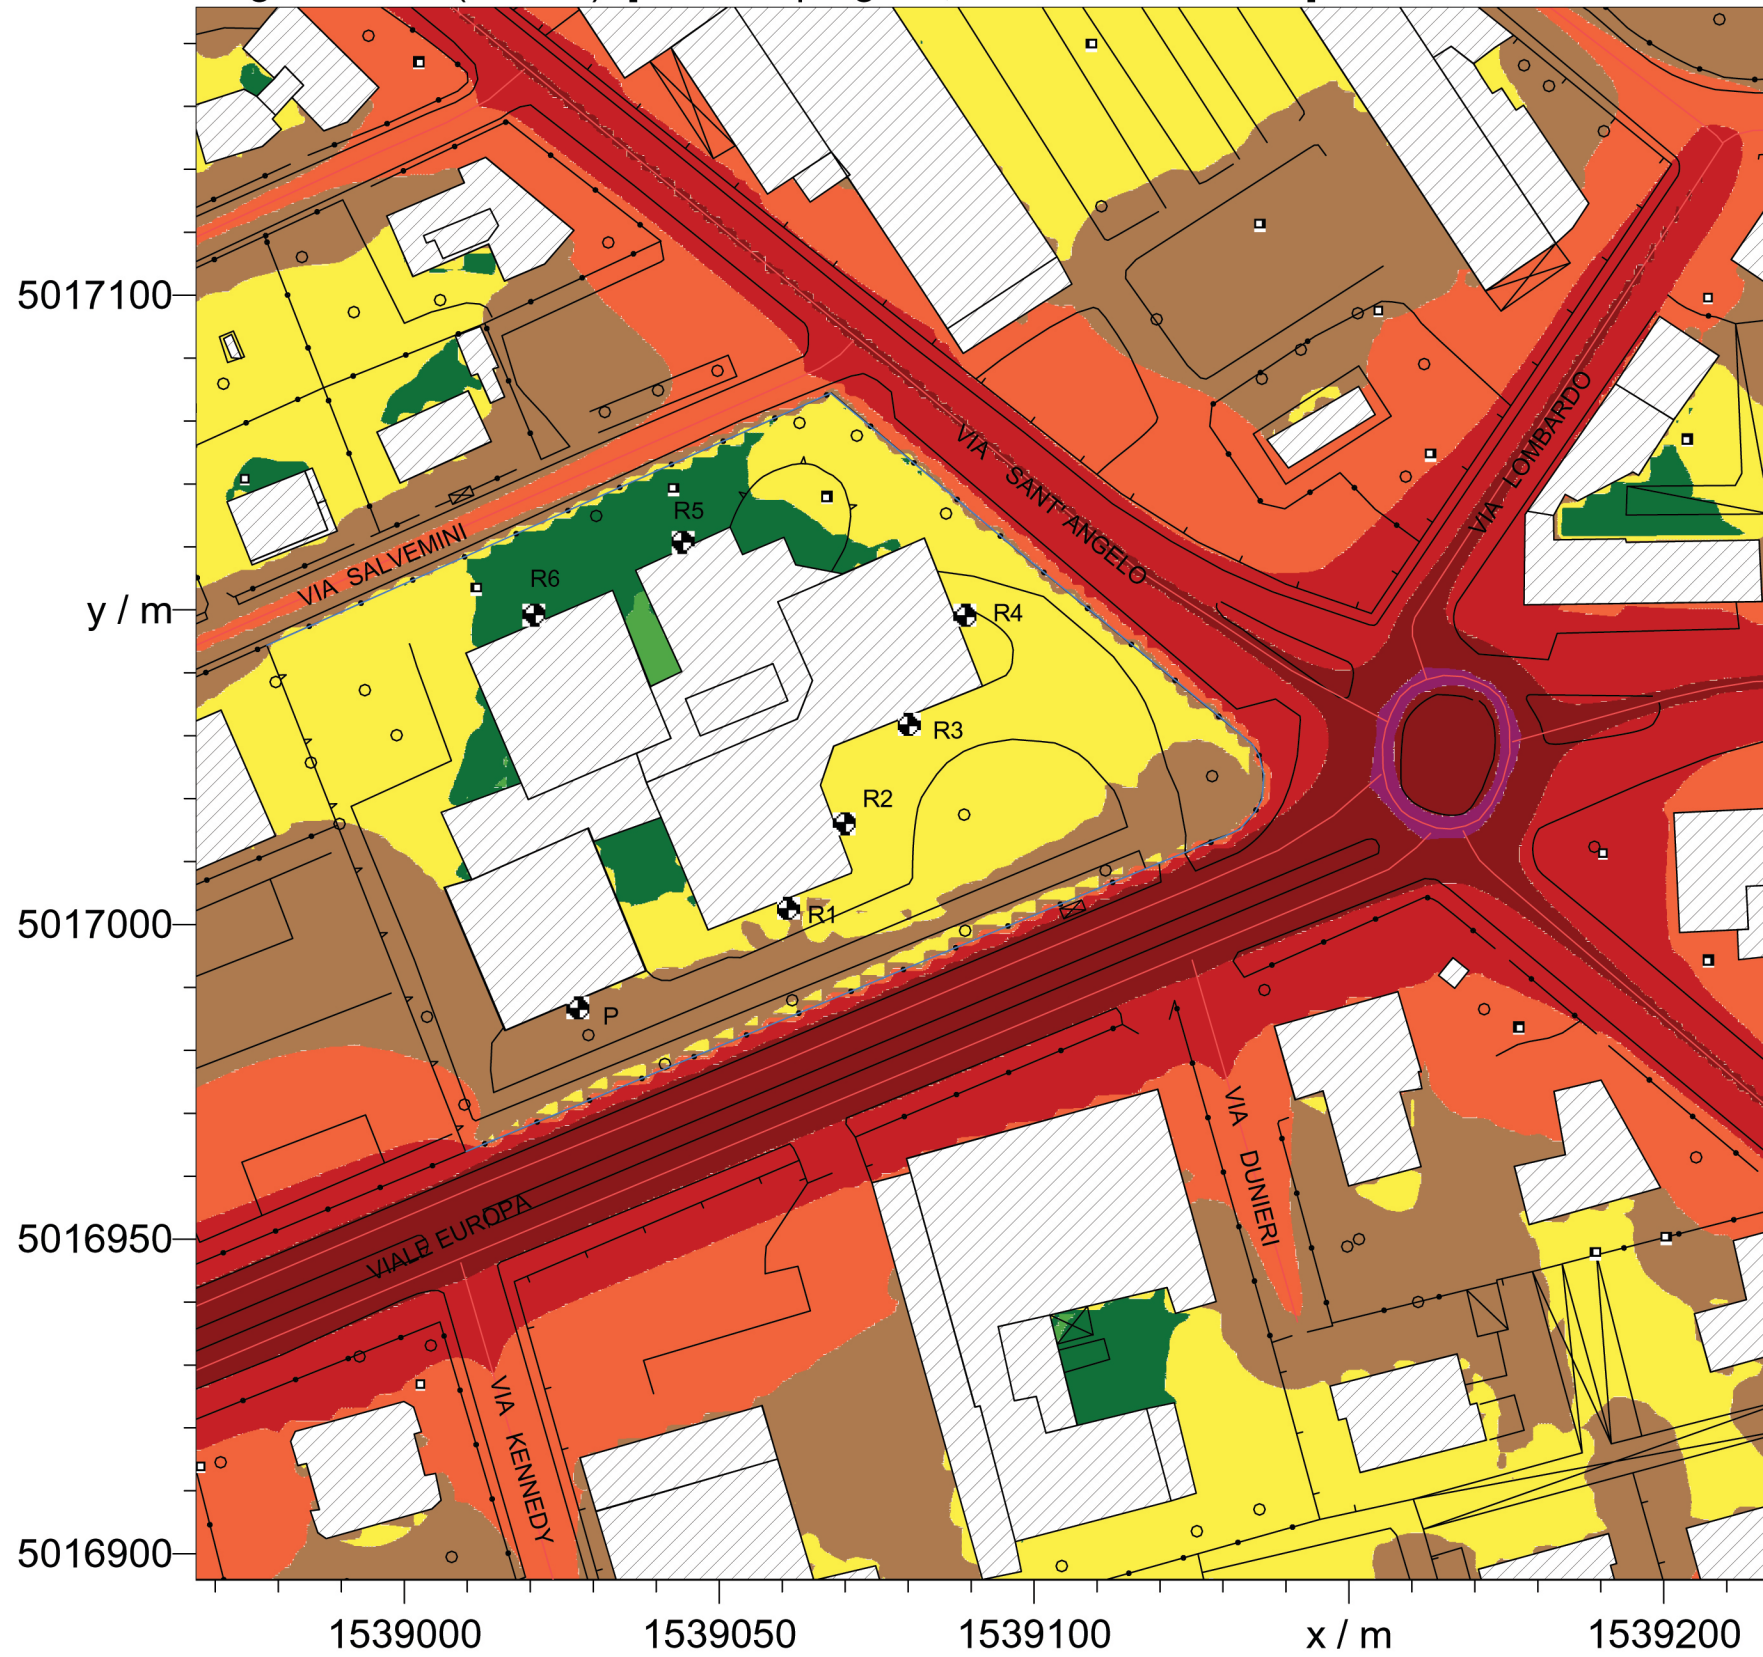 5017100
y / m
5017000
5016950
5016900
1539000
1539050
1539100
x / m
1539200
VIA SALVEMINI
VIA SANT' ANGELO
VIA LOMBARDO
VIALE EUROPA
VIA DUNIERI
VIA KENNEDY
R5
R6
R4
R3
R2
R1
P